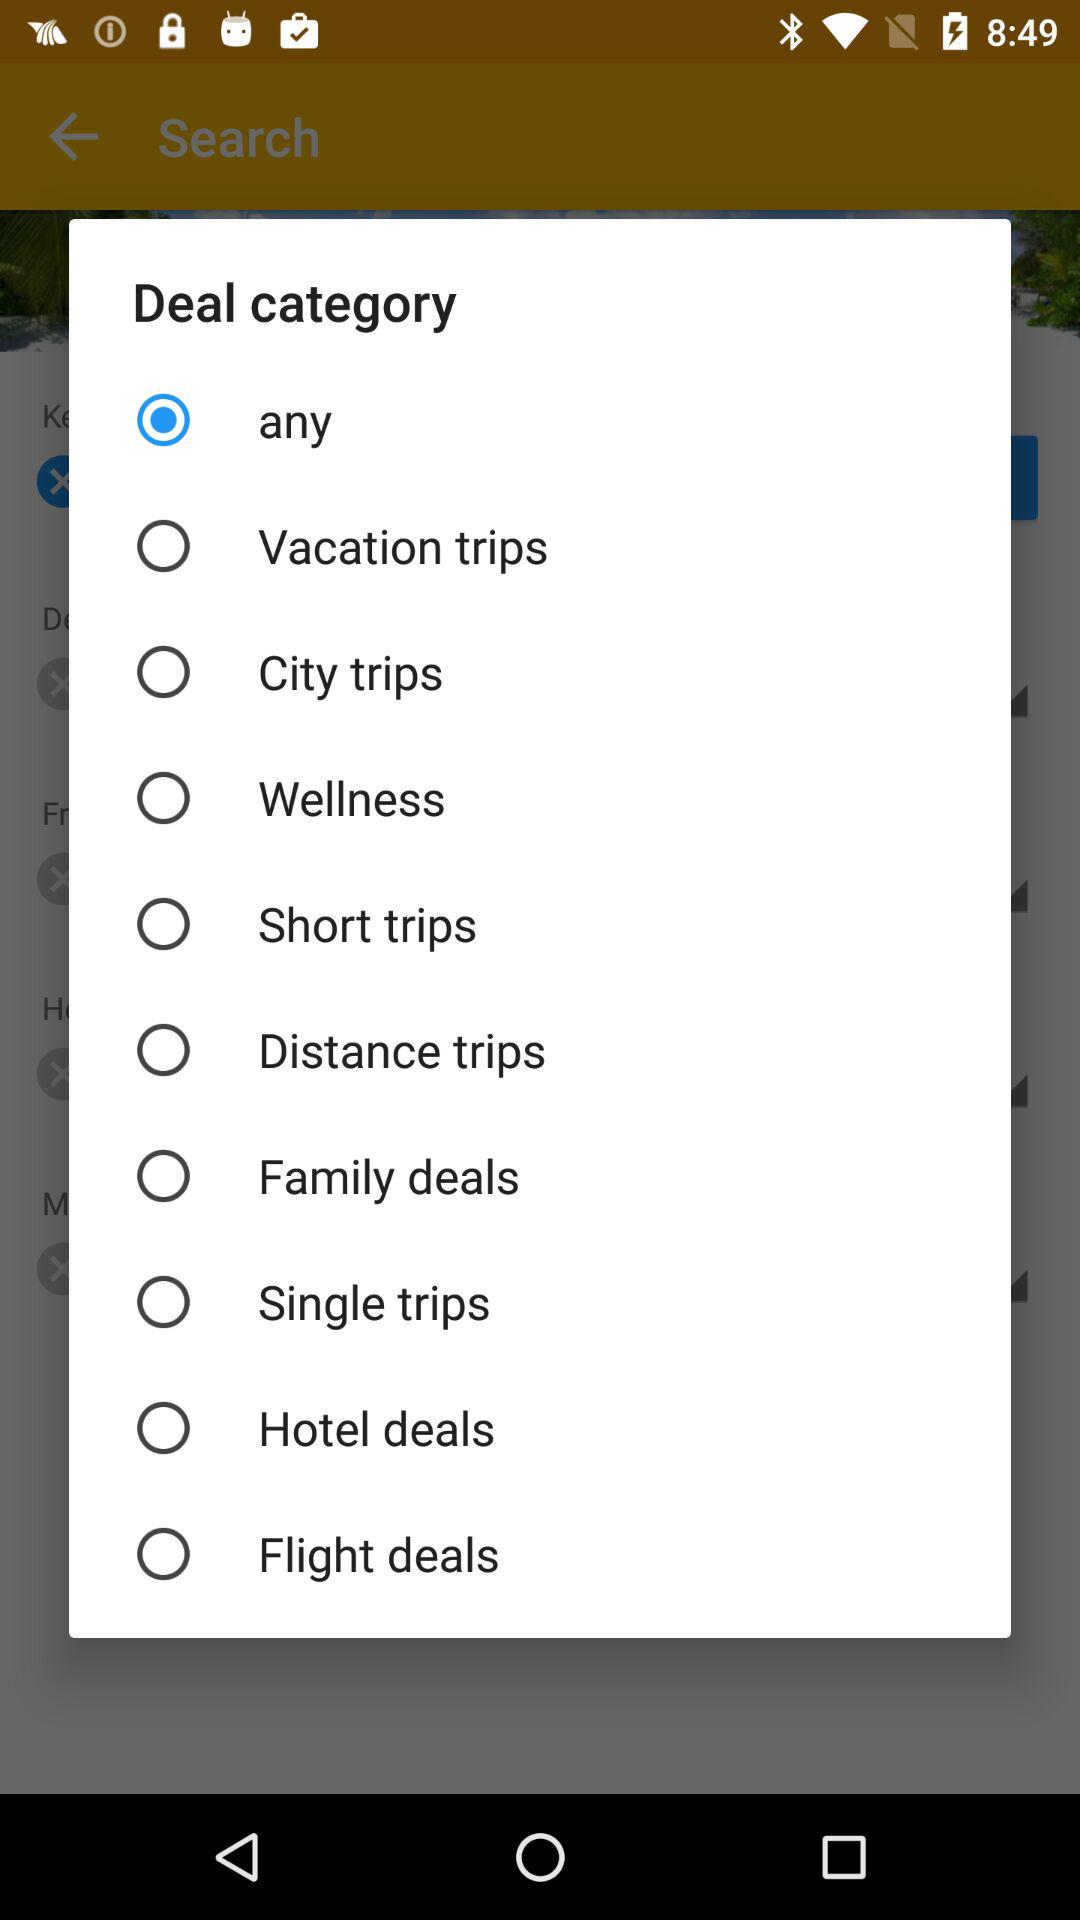 8:49
Search
Deal category
any
Vacation trips
City trips
Wellness
Short trips
Distance trips
Family deals
Single trips
Hotel deals
Flight deals